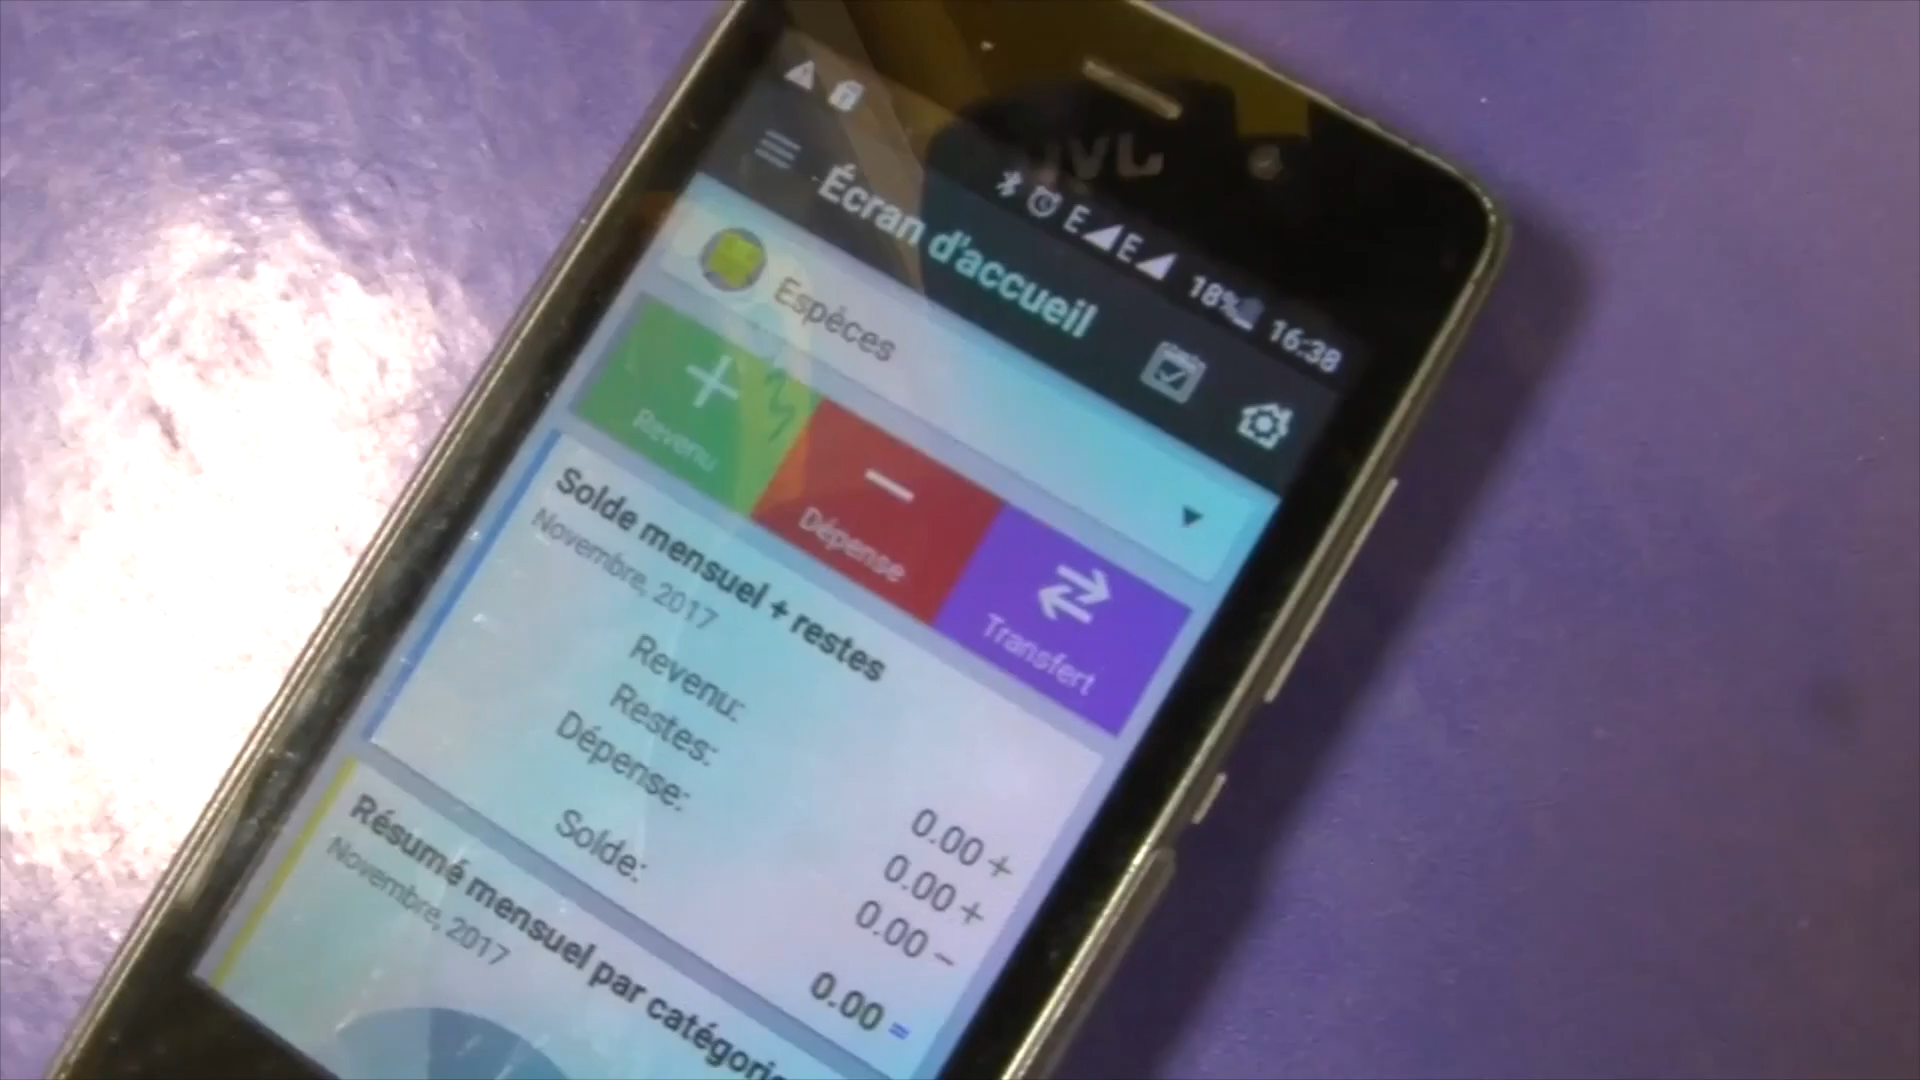 E E 18% 16:38
Écran d'accueil
Espèces
Revenu
Dépense
Transfert
Solde mensuel + restes
Novembre, 2017
Revenu: 0.00 +
Restes: 0.00 +
Dépense: 0.00 −
Solde: 0.00 =
Résumé mensuel par
Novembre, 2017